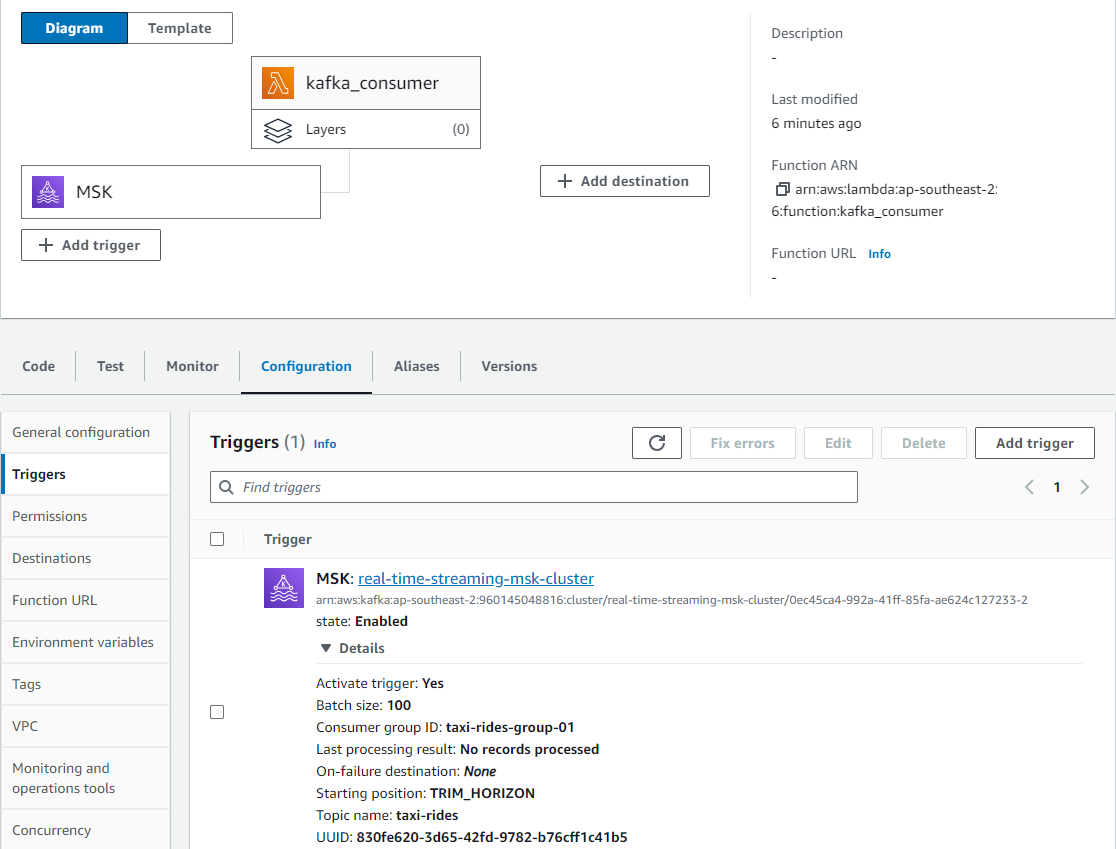 Diagram
Template
kafka_consumer
Layers
(0)
MSK
Add trigger
Add destination
Description
-
Last modified
6 minutes ago
Function ARN
arn:aws:lambda:ap-southeast-2:
6:function:kafka_consumer
Function URL Info
-
Code
Test
Monitor
Configuration
Aliases
Versions
General configuration
Triggers
Permissions
Destinations
Function URL
Environment variables
Tags
VPC
Monitoring and
operations tools
Concurrency
Triggers (1) Info
Fix errors
Edit
Delete
Add trigger
Find triggers
1
Trigger
MSK: real-time-streaming-msk-cluster
arn:aws:kafka:ap-southeast-2:960145048816:cluster/real-time-streaming-msk-cluster/0ec45ca4-992a-41ff-85fa-ae624c127233-2
state: Enabled
Details
Activate trigger: Yes
Batch size: 100
Consumer group ID: taxi-rides-group-01
Last processing result: No records processed
On-failure destination: None
Starting position: TRIM_HORIZON
Topic name: taxi-rides
UUID: 830fe620-3d65-42fd-9782-b76cff1c41b5